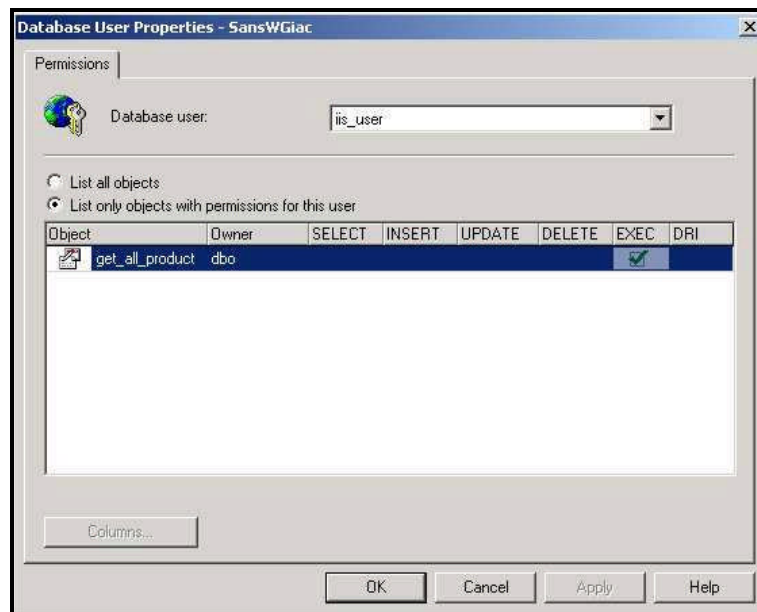 Database User Properties - SansWGiac
Permissions
Database user: iis_user
List all objects
List only objects with permissions for this user
Object Owner SELECT INSERT UPDATE DELETE EXEC DRI
get_all_product dbo
Columns...
OK Cancel Apply Help